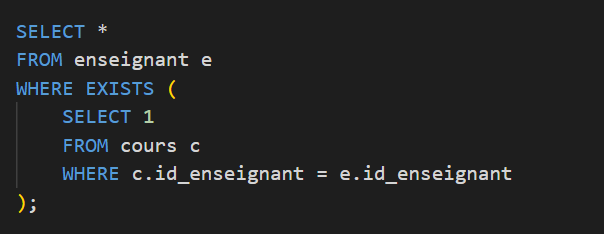 SELECT *
FROM enseignant e
WHERE EXISTS (
    SELECT 1
    FROM cours c
    WHERE c.id_enseignant = e.id_enseignant
);